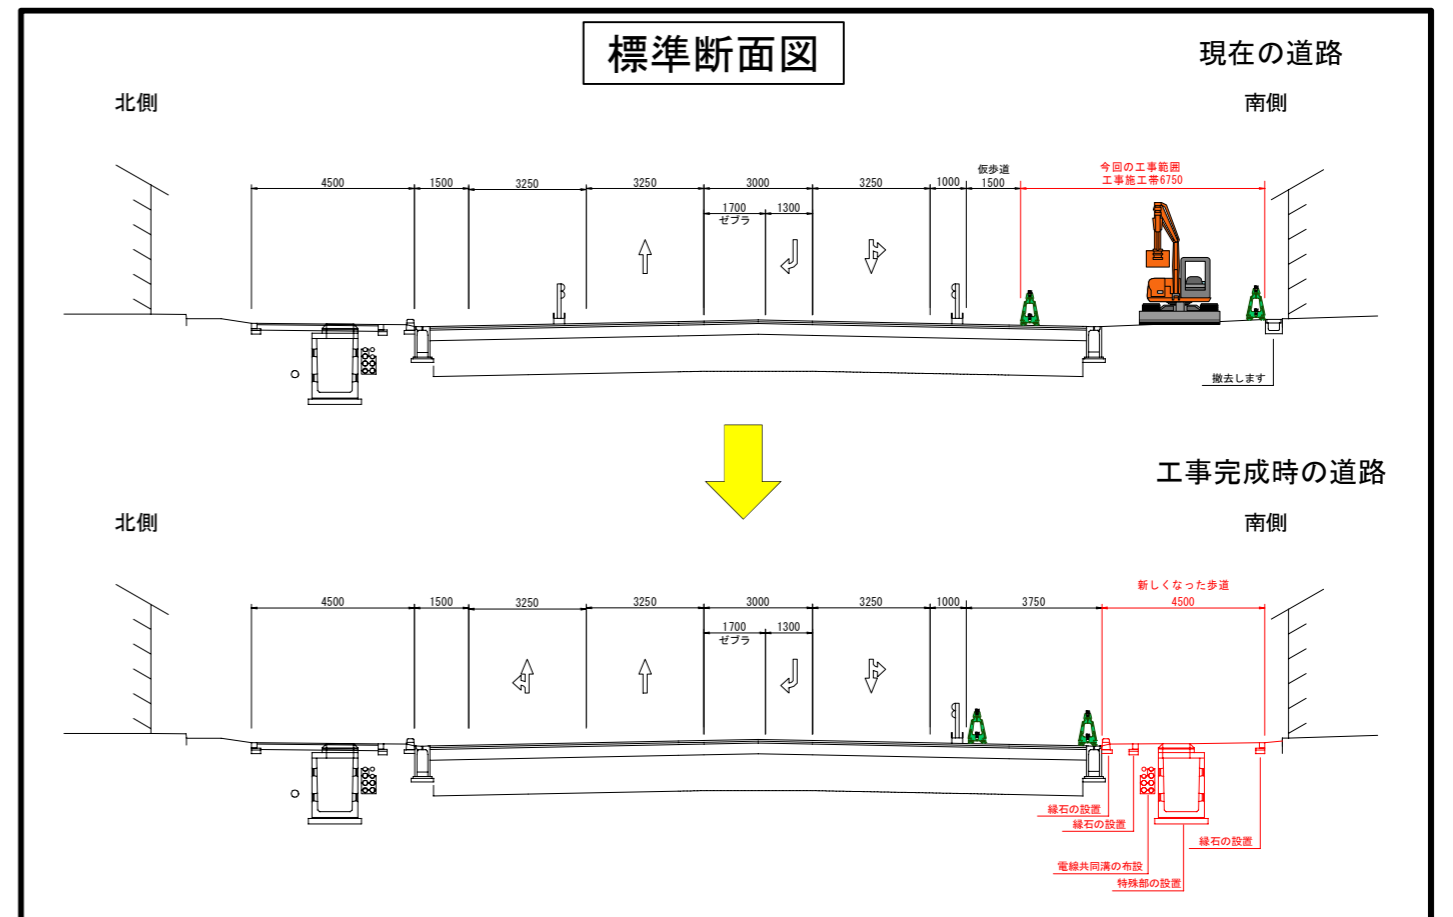 標準断面図
現在の道路
北側
南側
今回の工事範囲
工事施工帯6750
仮歩道
4500
1500
3250
3250
3000
3250
1000
1500
1700
1300
ゼブラ
撤去します
工事完成時の道路
北側
南側
新しくなった歩道
4500
1500
3250
3250
3000
3250
1000
3750
4500
1700
1300
ゼブラ
縁石の設置
縁石の設置
縁石の設置
電線共同溝の布設
特殊部の設置